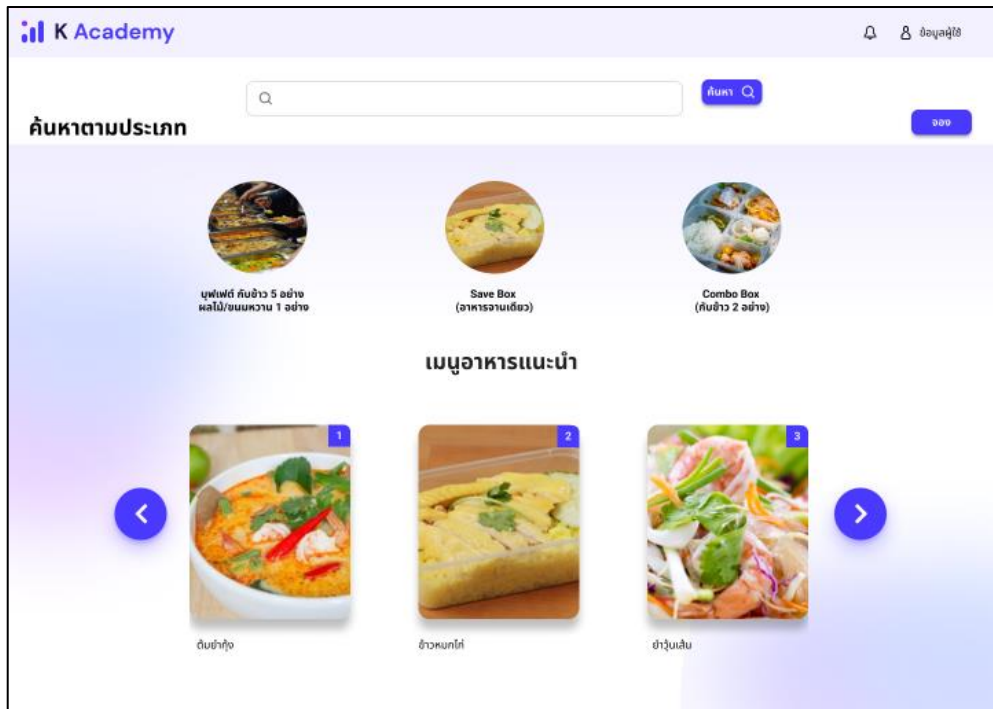 K Academy
ข้อมูลผู้ใช้
ค้นหา
ค้นหาตามประเภท
จอง
บุฟเฟต์ กับข้าว 5 อย่าง
ผลไม้/ขนมหวาน 1 อย่าง
Save Box
(อาหารจานเดียว)
Combo Box
(กับข้าว 2 อย่าง)
เมนูอาหารแนะนำ
1
2
3
ต้มยำกุ้ง
ข้าวหมกไก่
ยำวุ้นเส้น